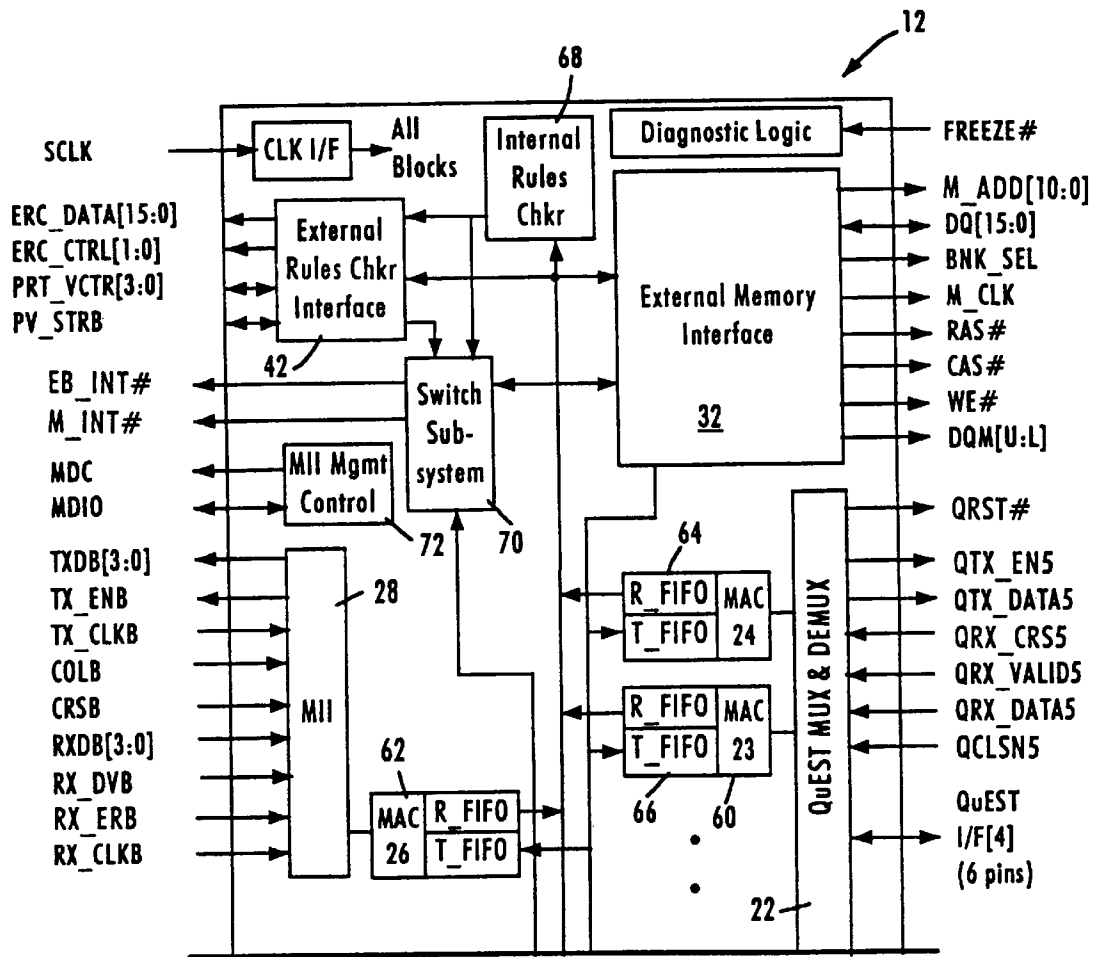 12
68
SCLK
CLK I/F
All
Blocks
Internal
Rules
Chkr
Diagnostic Logic
FREEZE#
ERC_DATA[15:0]
ERC_CTRL[1:0]
PRT_VCTR[3:0]
PV_STRB
External
Rules Chkr
Interface
42
External Memory
Interface
32
M_ADD[10:0]
DQ[15:0]
BNK_SEL
M_CLK
RAS#
CAS#
WE#
DQM[U:L]
EB_INT#
M_INT#
Switch
Sub-
system
70
MDC
MDIO
MII Mgmt
Control
72
TXDB[3:0]
TX_ENB
TX_CLKB
COLB
CRSB
RXDB[3:0]
RX_DVB
RX_ERB
RX_CLKB
MII
28
62
MAC
26
R_FIFO
T_FIFO
64
R_FIFO
T_FIFO
MAC
24
R_FIFO
T_FIFO
MAC
23
66
60
QuEST MUX & DEMUX
22
QRST#
QTX_EN5
QTX_DATA5
QRX_CRS5
QRX_VALID5
QRX_DATA5
QCLSN5
QuEST
I/F[4]
(6 pins)